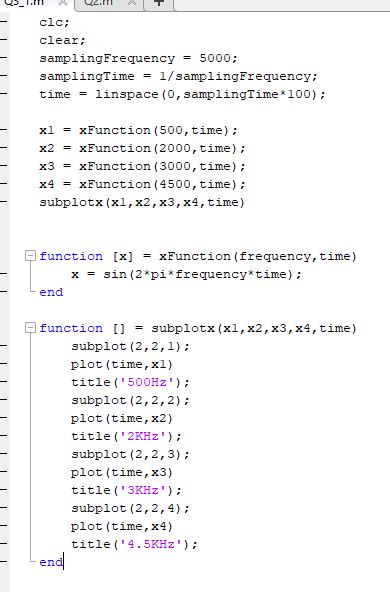 Q3_1.m × Q2.m × +
clc;
clear;
samplingFrequency = 5000;
samplingTime = 1/samplingFrequency;
time = linspace(0,samplingTime*100);
x1 = xFunction(500,time);
x2 = xFunction(2000,time);
x3 = xFunction(3000,time);
x4 = xFunction(4500,time);
subplotx(x1,x2,x3,x4,time)
function [x] = xFunction(frequency,time)
x = sin(2*pi*frequency*time);
end
function [] = subplotx(x1,x2,x3,x4,time)
subplot(2,2,1);
plot(time,x1)
title('500Hz');
subplot(2,2,2);
plot(time,x2)
title('2KHz');
subplot(2,2,3);
plot(time,x3)
title('3KHz');
subplot(2,2,4);
plot(time,x4)
title('4.5KHz');
end